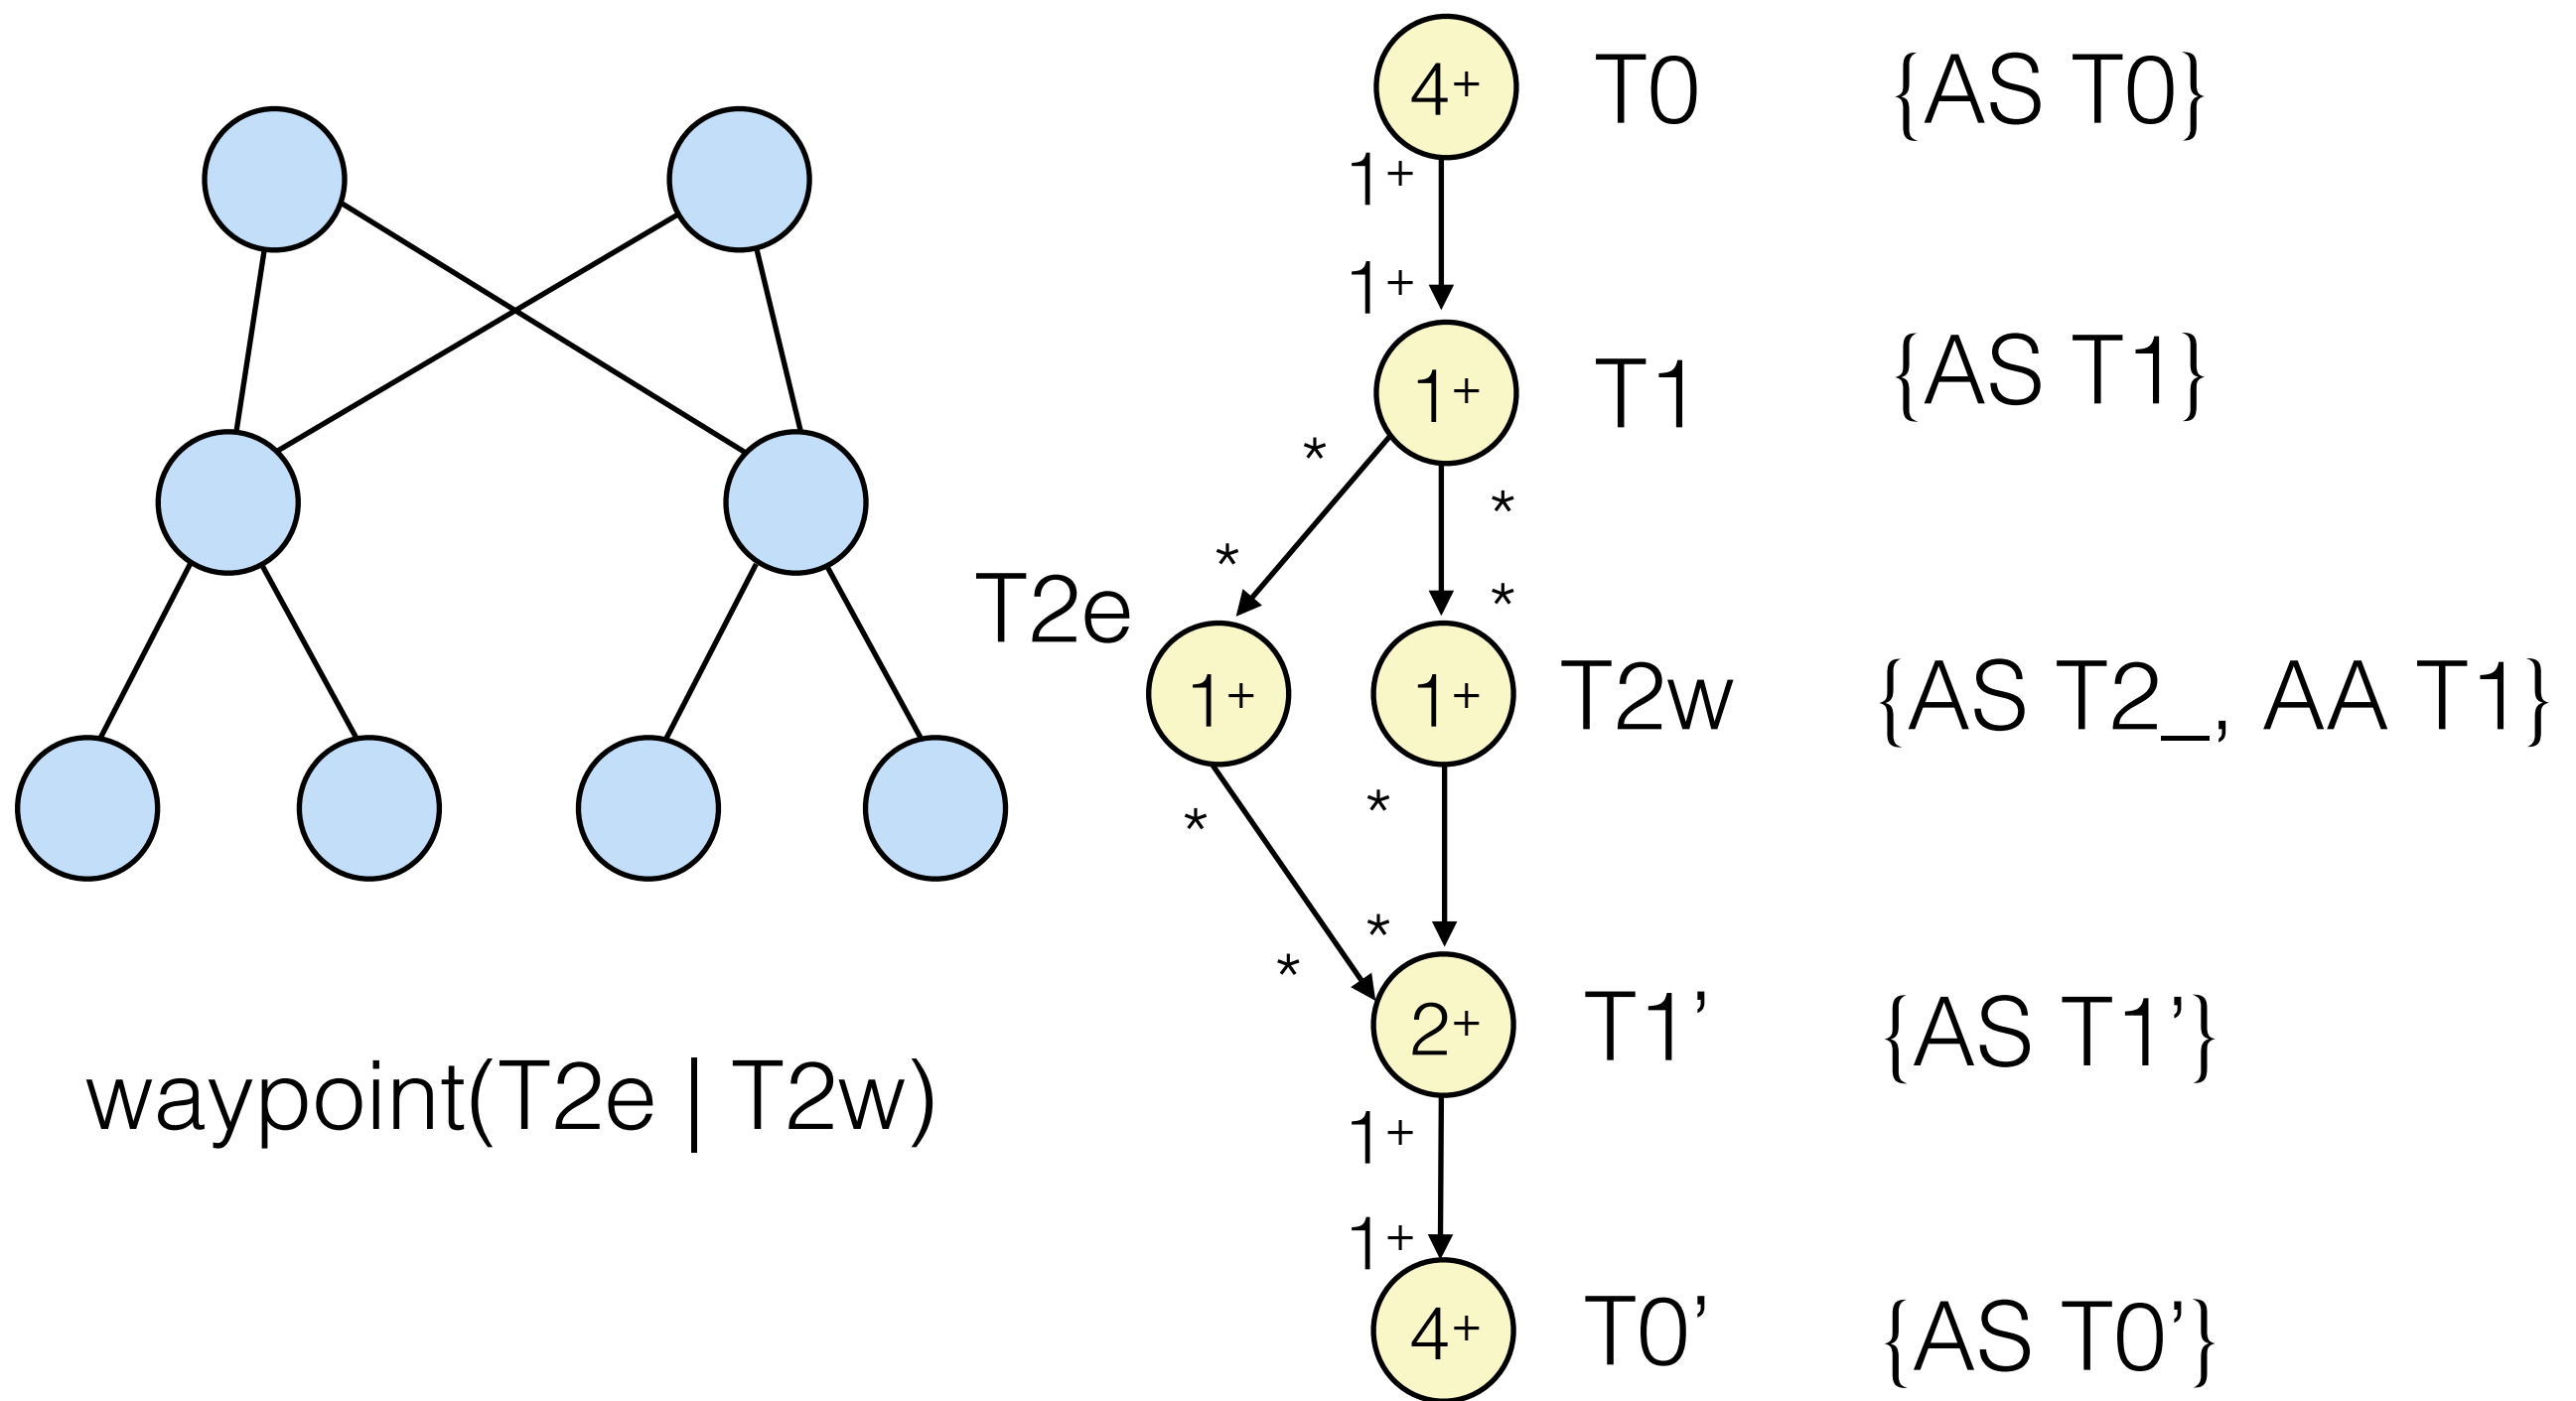 4+ T0 {AS T0}
1+
1+
1+ T1 {AS T1}
*
*
*
*
T2e
1+
1+ T2w {AS T2_, AA T1}
*
*
*
*
2+ T1’ {AS T1’}
waypoint(T2e | T2w)
1+
1+
4+ T0’ {AS T0’}